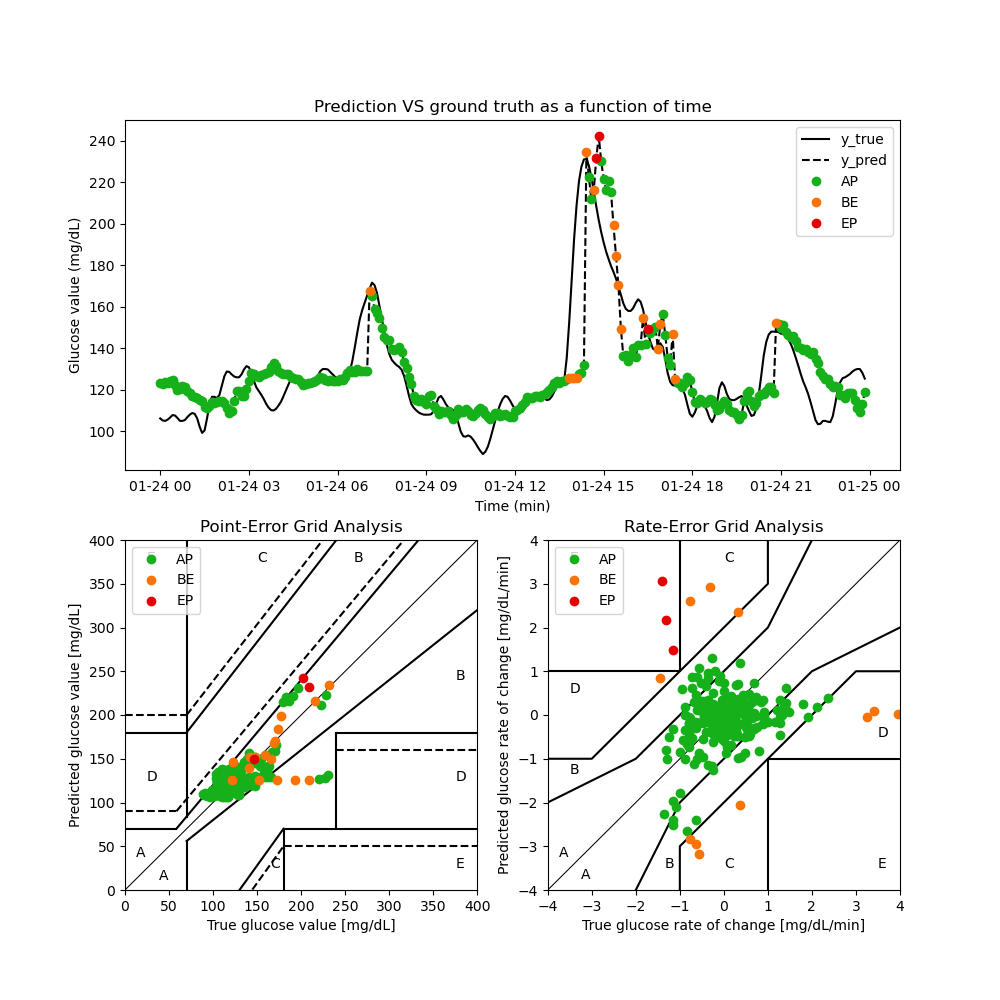 Prediction VS ground truth as a function of time
Glucose value (mg/dL)
240
220
200
180
160
140
120
100
y_true
y_pred
AP
BE
EP
01-24 00 01-24 03 01-24 06 01-24 09 01-24 12 01-24 15 01-24 18 01-24 21 01-25 00
Time (min)
Point-Error Grid Analysis
Predicted glucose value [mg/dL]
400
350
300
250
200
150
100
50
0
AP
BE
EP
C
B
B
D
D
A
A
C
E
0 50 100 150 200 250 300 350 400
True glucose value [mg/dL]
Rate-Error Grid Analysis
Predicted glucose rate of change [mg/dL/min]
4
3
2
1
0
−1
−2
−3
−4
AP
BE
EP
C
D
D
B
A
A
B
C
E
−4 −3 −2 −1 0 1 2 3 4
True glucose rate of change [mg/dL/min]